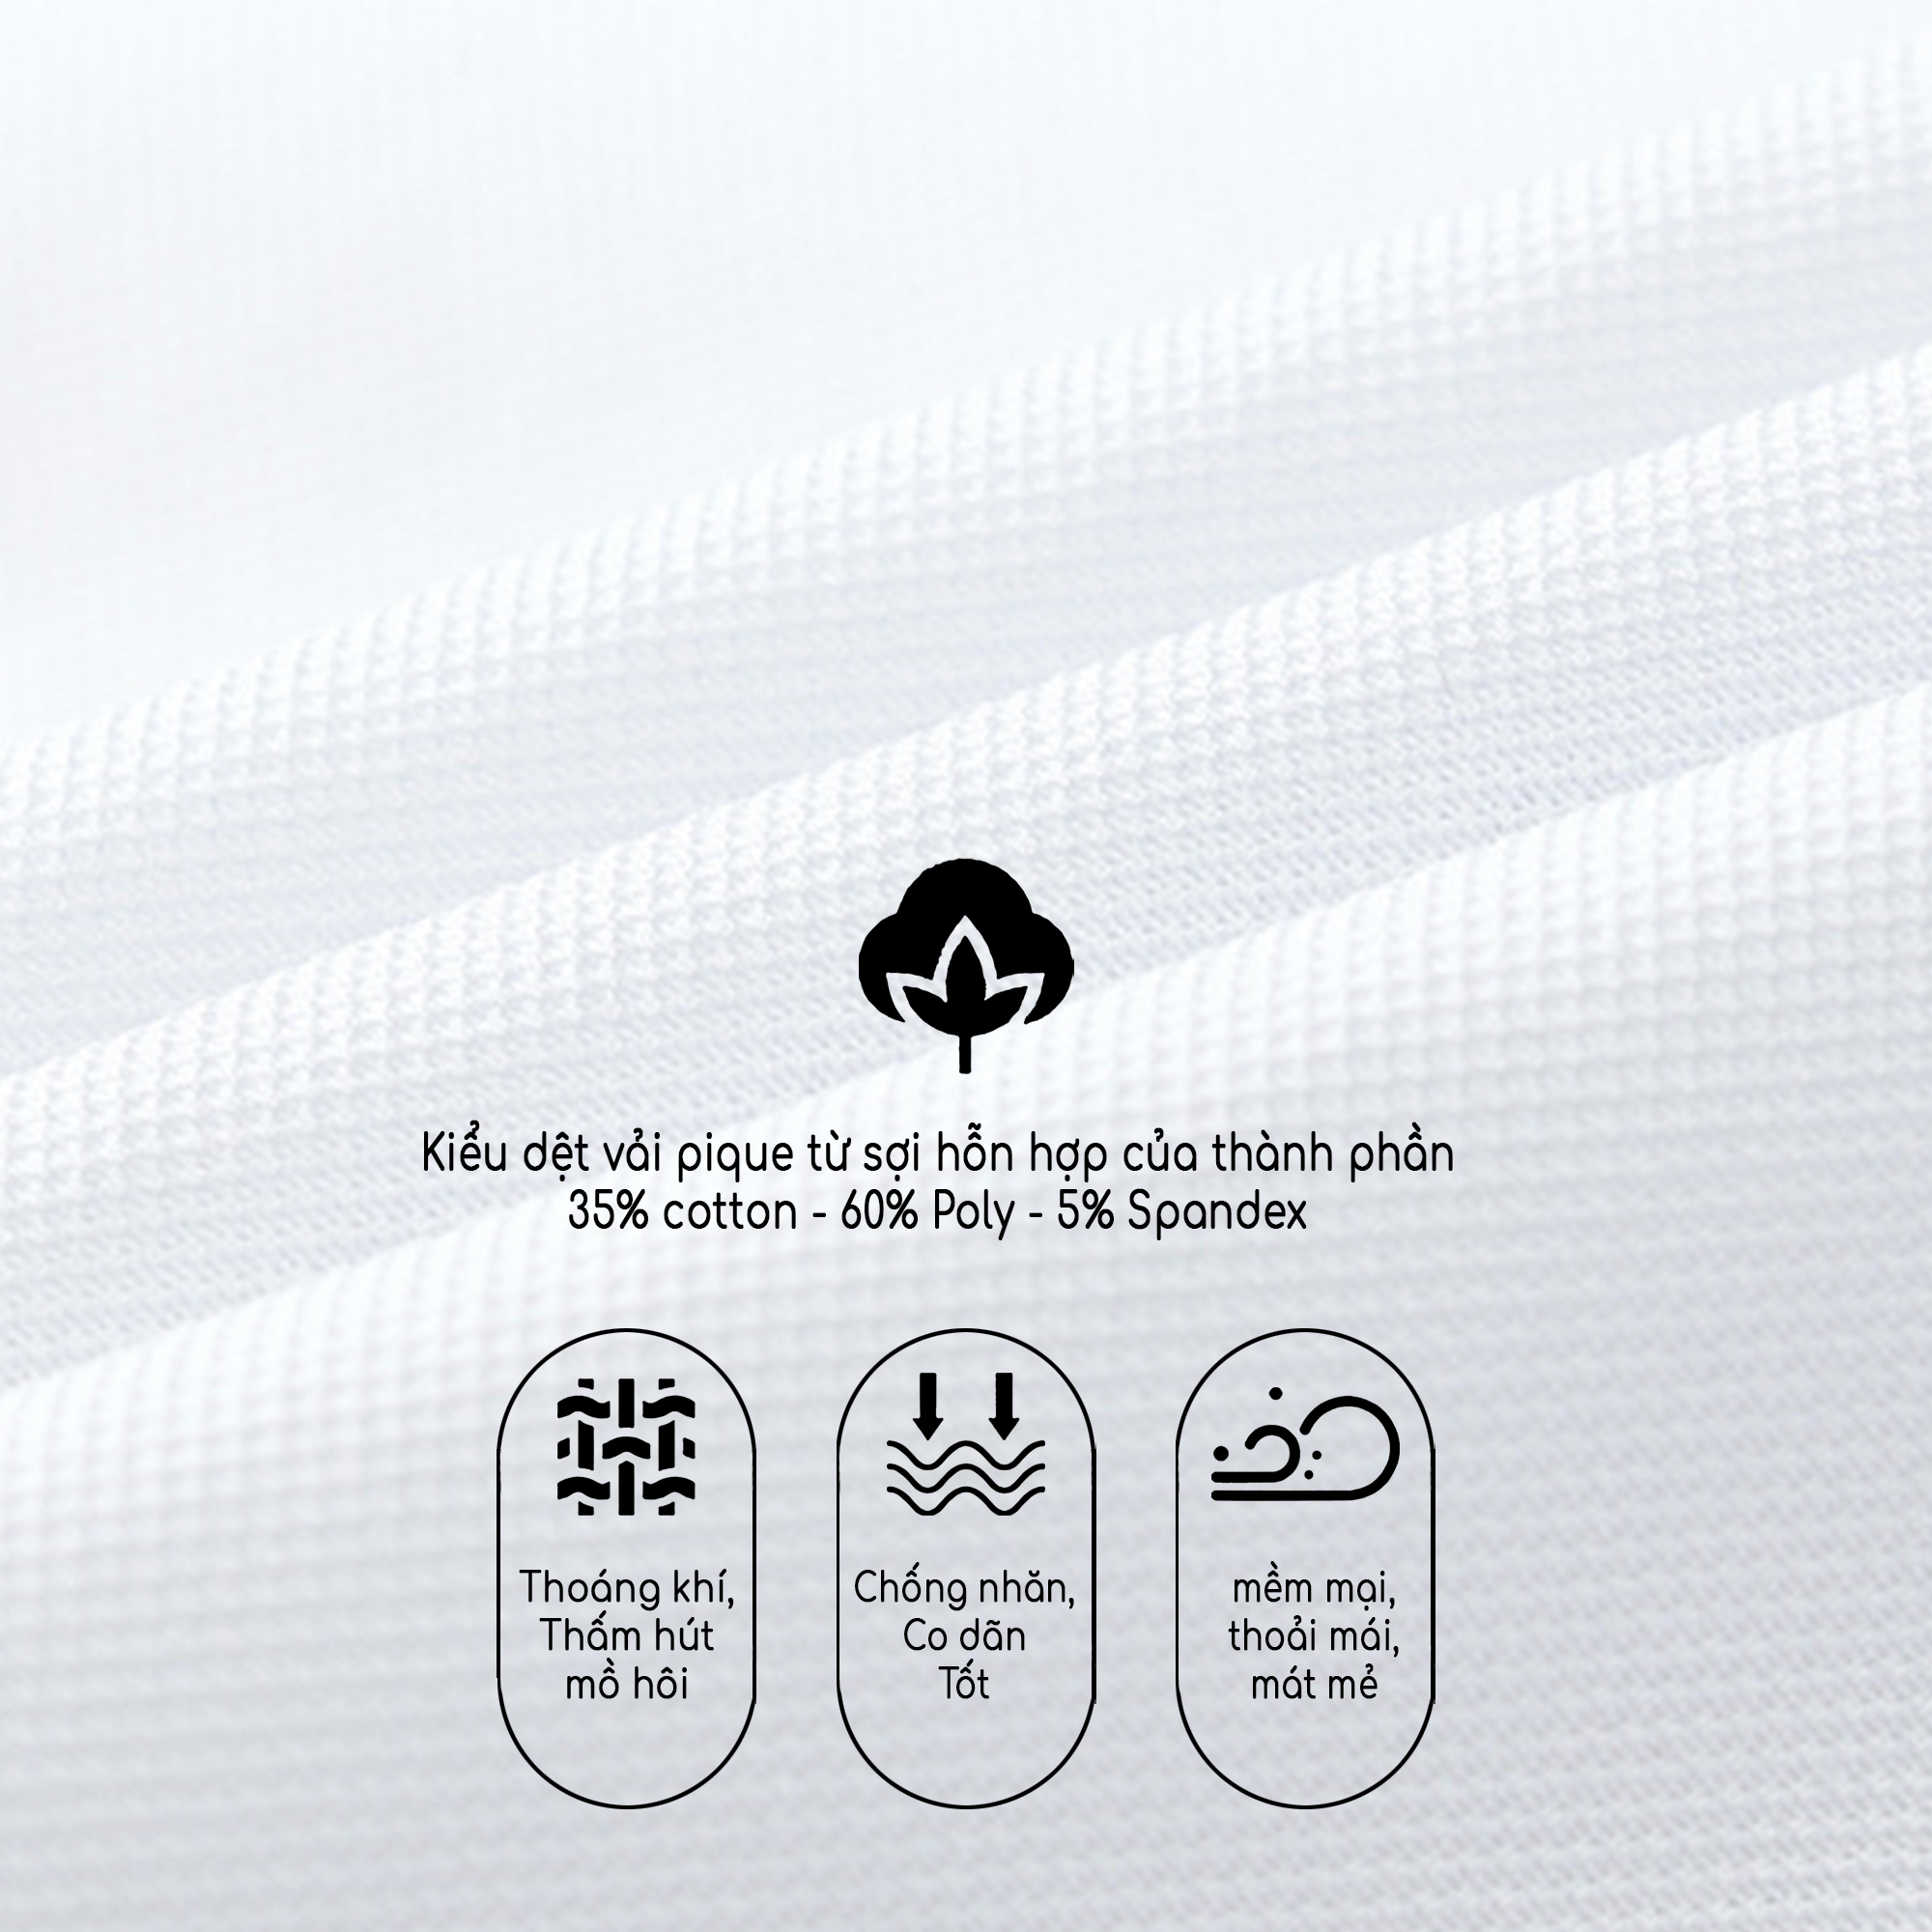 Kiểu dệt vải pique từ sợi hỗn hợp của thành phần
35% cotton - 60% Poly - 5% Spandex
Thoáng khí,
Thấm hút
mồ hôi
Chống nhăn,
Co dãn
Tốt
mềm mại,
thoải mái,
mát mẻ